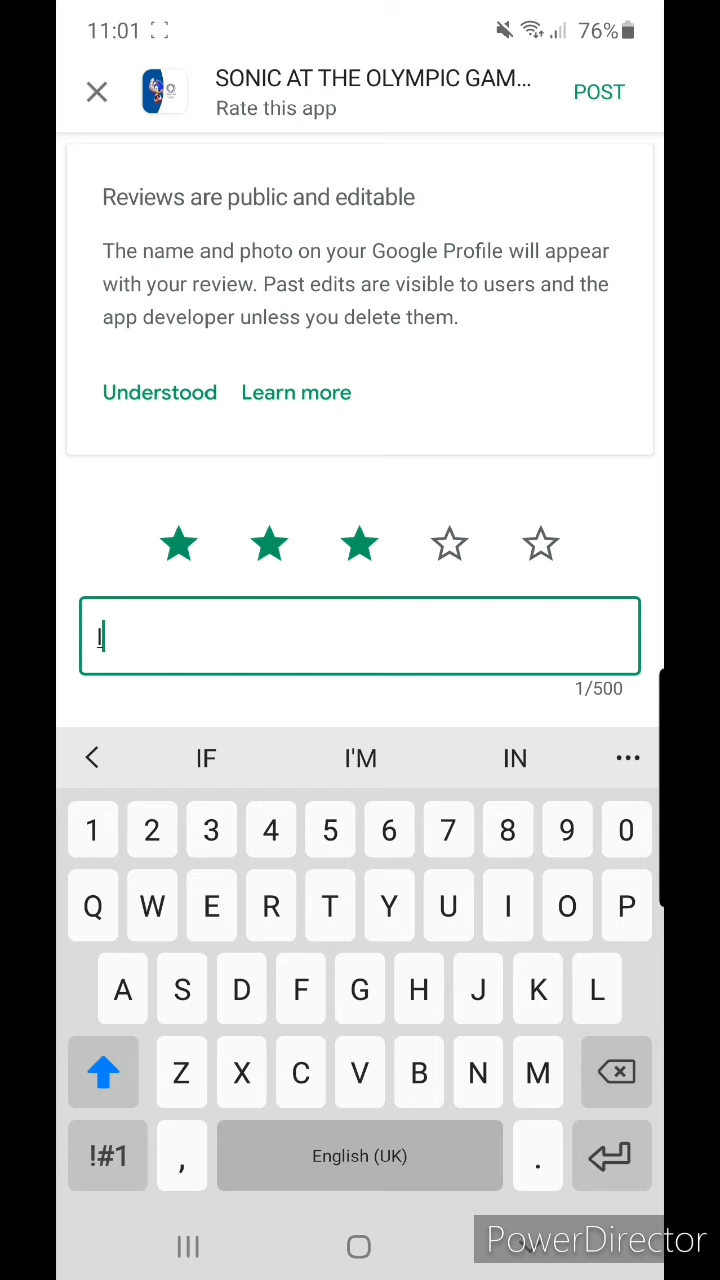 11:01 76%
SONIC AT THE OLYMPIC GAM...
Rate this app
POST
Reviews are public and editable
The name and photo on your Google Profile will appear
with your review. Past edits are visible to users and the
app developer unless you delete them.
Understood Learn more
I
1/500
IF I'M IN
1 2 3 4 5 6 7 8 9 0
Q W E R T Y U I O P
A S D F G H J K L
Z X C V B N M
!#1 , English (UK) .
PowerDirector